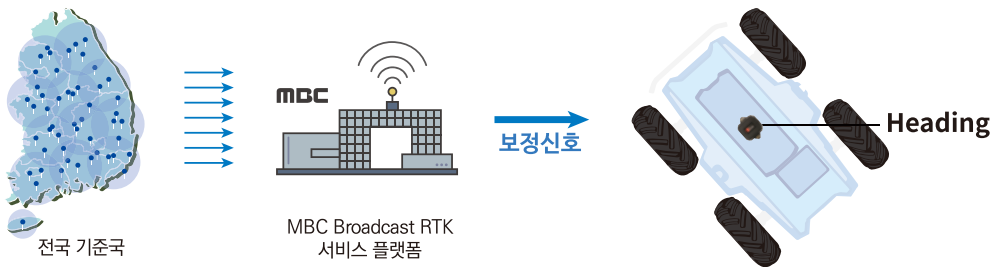 전국 기준국
MBC
MBC Broadcast RTK
서비스 플랫폼
보정신호
Heading